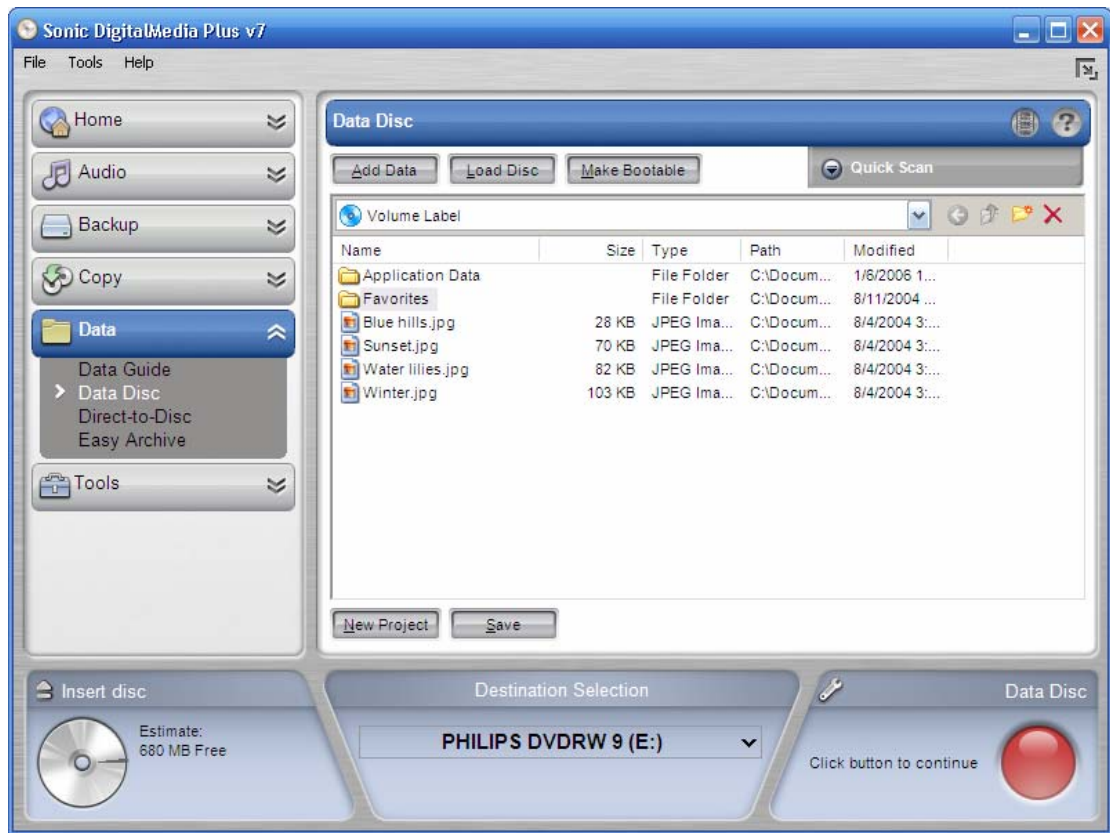 Sonic DigitalMedia Plus v7
File Tools Help
Home
Audio
Backup
Copy
Data
Data Guide
Data Disc
Direct-to-Disc
Easy Archive
Tools
Data Disc
Add Data Load Disc Make Bootable Quick Scan
Volume Label
Name Size Type Path Modified
Application Data File Folder C:\Docum... 1/6/2006 1...
Favorites File Folder C:\Docum... 8/11/2004 ...
Blue hills.jpg 28 KB JPEG Ima... C:\Docum... 8/4/2004 3:...
Sunset.jpg 70 KB JPEG Ima... C:\Docum... 8/4/2004 3:...
Water lilies.jpg 82 KB JPEG Ima... C:\Docum... 8/4/2004 3:...
Winter.jpg 103 KB JPEG Ima... C:\Docum... 8/4/2004 3:...
New Project Save
Insert disc
Estimate:
680 MB Free
Destination Selection
PHILIPS DVDRW 9 (E:)
Data Disc
Click button to continue